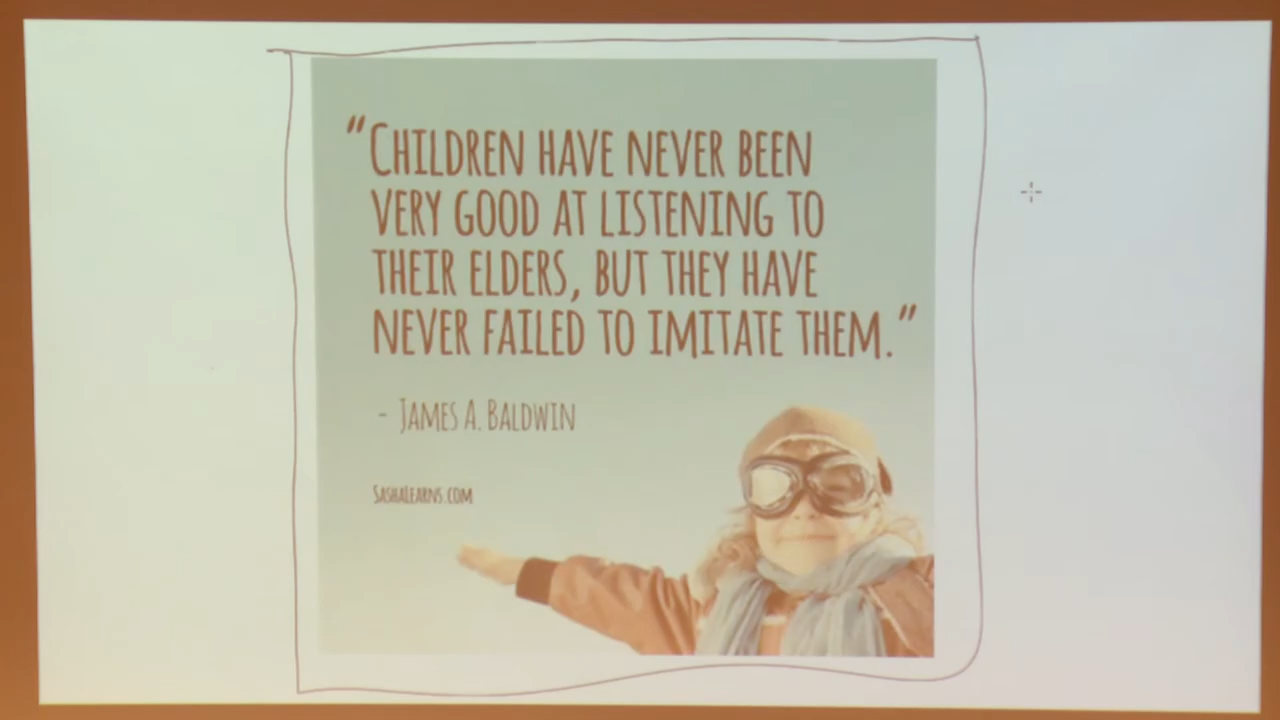 “Children have never been
very good at listening to
their elders, but they have
never failed to imitate them.”
- James A. Baldwin
SashaLearns.com